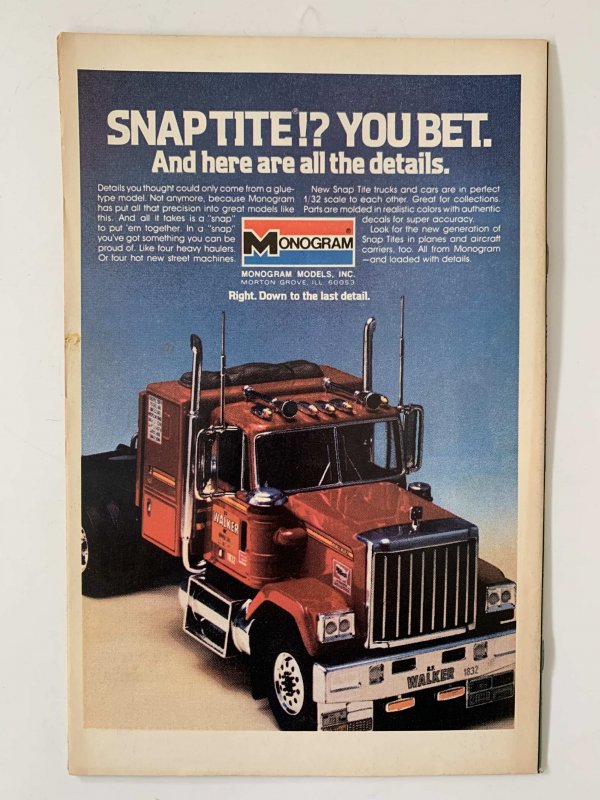 SNAPTITE®!? YOU BET.
And here are all the details.
Details you thought could only come from a glue-
type model. Not anymore, because Monogram
has put all that precision into great models like
this. And all it takes is a "snap"
to put 'em together. In a "snap"
you've got something you can be
proud of. Like four heavy haulers.
Or four hot new street machines.
New Snap Tite trucks and cars are in perfect
1/32 scale to each other. Great for collections.
Parts are molded in realistic colors with authentic
decals for super accuracy.
Look for the new generation of
Snap Tites in planes and aircraft
carriers, too. All from Monogram
—and loaded with details.
MONOGRAM
MONOGRAM MODELS, INC.
MORTON GROVE, ILL. 60053
Right. Down to the last detail.
WALKER
1832
WALKER 1832